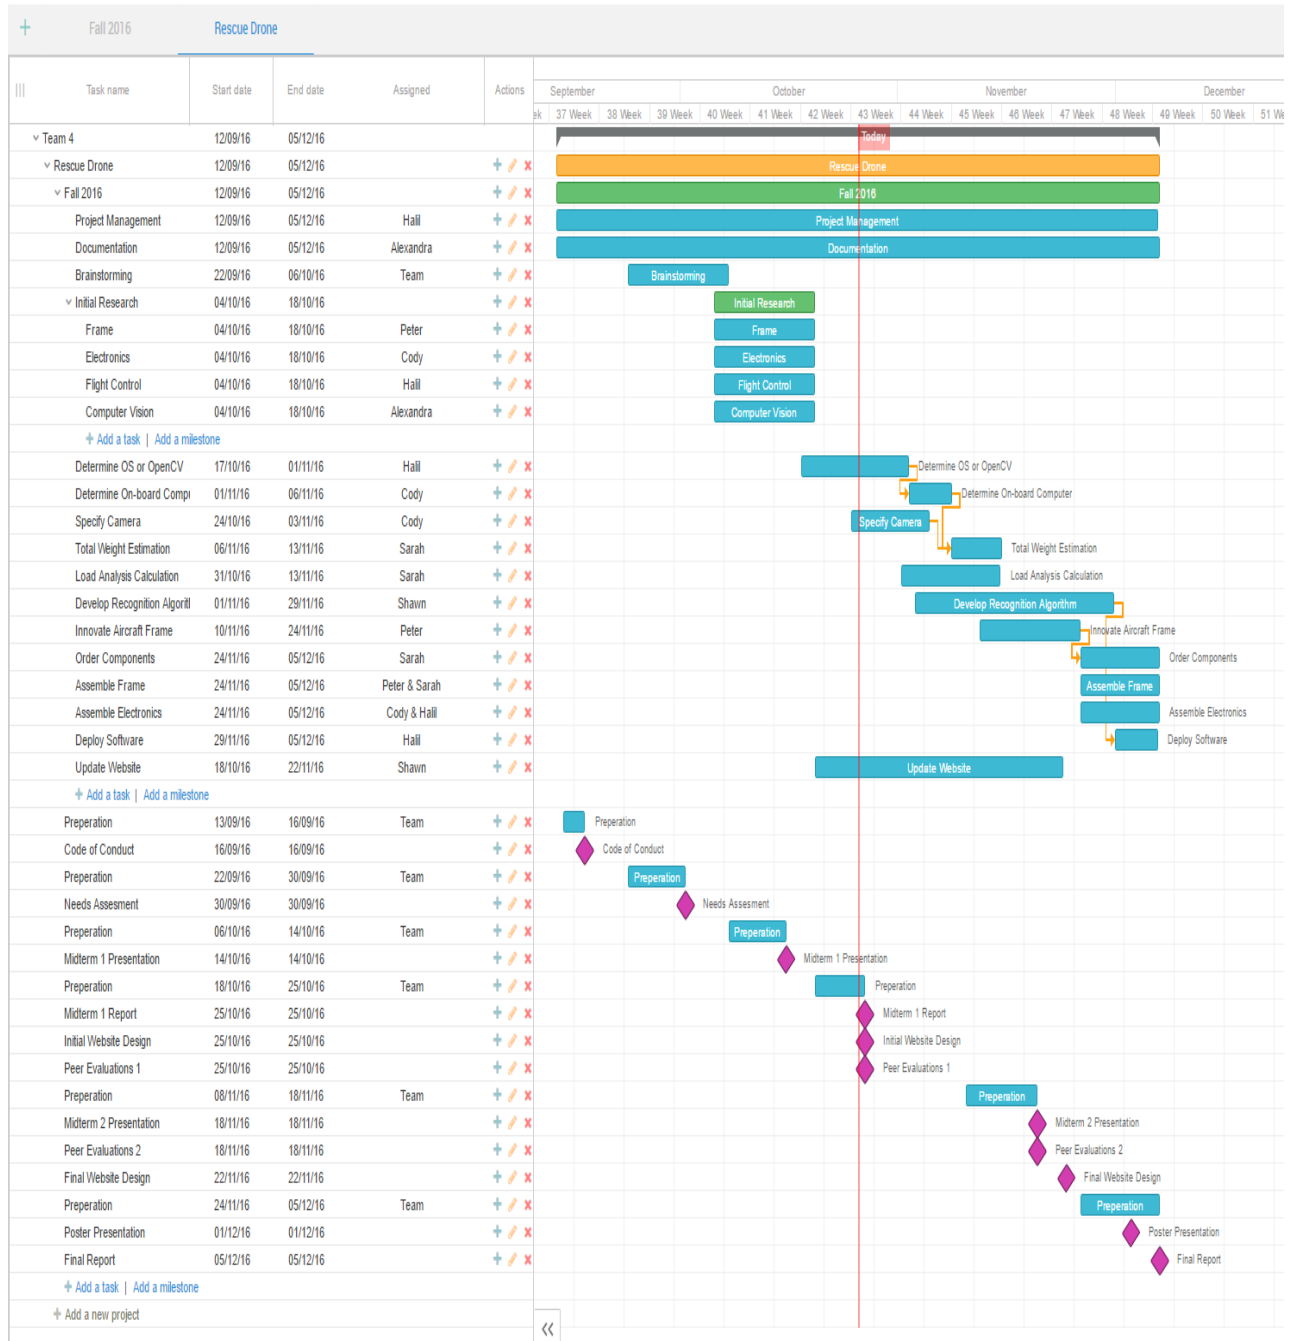 + Fall 2016 Rescue Drone
Task name Start date End date Assigned Actions September October November December
ek 37 Week 38 Week 39 Week 40 Week 41 Week 42 Week 43 Week 44 Week 45 Week 46 Week 47 Week 48 Week 49 Week 50 Week 51 We
Team 4 12/09/16 05/12/16 Today
Rescue Drone 12/09/16 05/12/16 Rescue Drone
Fall 2016 12/09/16 05/12/16 Fall 2016
Project Management 12/09/16 05/12/16 Halil Project Management
Documentation 12/09/16 05/12/16 Alexandra Documentation
Brainstorming 22/09/16 06/10/16 Team Brainstorming
Initial Research 04/10/16 18/10/16 Initial Research
Frame 04/10/16 18/10/16 Peter Frame
Electronics 04/10/16 18/10/16 Cody Electronics
Flight Control 04/10/16 18/10/16 Halil Flight Control
Computer Vision 04/10/16 18/10/16 Alexandra Computer Vision
+ Add a task | Add a milestone
Determine OS or OpenCV 17/10/16 01/11/16 Halil Determine OS or OpenCV
Determine On-board Compu 01/11/16 06/11/16 Cody Determine On-board Computer
Specify Camera 24/10/16 03/11/16 Cody Specify Camera
Total Weight Estimation 06/11/16 13/11/16 Sarah Total Weight Estimation
Load Analysis Calculation 31/10/16 13/11/16 Sarah Load Analysis Calculation
Develop Recognition Algorit 01/11/16 29/11/16 Shawn Develop Recognition Algorithm
Innovate Aircraft Frame 10/11/16 24/11/16 Peter Innovate Aircraft Frame
Order Components 24/11/16 05/12/16 Sarah Order Components
Assemble Frame 24/11/16 05/12/16 Peter & Sarah Assemble Frame
Assemble Electronics 24/11/16 05/12/16 Cody & Halil Assemble Electronics
Deploy Software 29/11/16 05/12/16 Halil Deploy Software
Update Website 18/10/16 22/11/16 Shawn Update Website
+ Add a task | Add a milestone
Preperation 13/09/16 16/09/16 Team Preperation
Code of Conduct 16/09/16 16/09/16 Code of Conduct
Preperation 22/09/16 30/09/16 Team Preperation
Needs Assesment 30/09/16 30/09/16 Needs Assesment
Preperation 06/10/16 14/10/16 Team Preperation
Midterm 1 Presentation 14/10/16 14/10/16 Midterm 1 Presentation
Preperation 18/10/16 25/10/16 Team Preperation
Midterm 1 Report 25/10/16 25/10/16 Midterm 1 Report
Initial Website Design 25/10/16 25/10/16 Initial Website Design
Peer Evaluations 1 25/10/16 25/10/16 Peer Evaluations 1
Preperation 08/11/16 18/11/16 Team Preperation
Midterm 2 Presentation 18/11/16 18/11/16 Midterm 2 Presentation
Peer Evaluations 2 18/11/16 18/11/16 Peer Evaluations 2
Final Website Design 22/11/16 22/11/16 Final Website Design
Preperation 24/11/16 05/12/16 Team Preperation
Poster Presentation 01/12/16 01/12/16 Poster Presentation
Final Report 05/12/16 05/12/16 Final Report
+ Add a task | Add a milestone
+ Add a new project